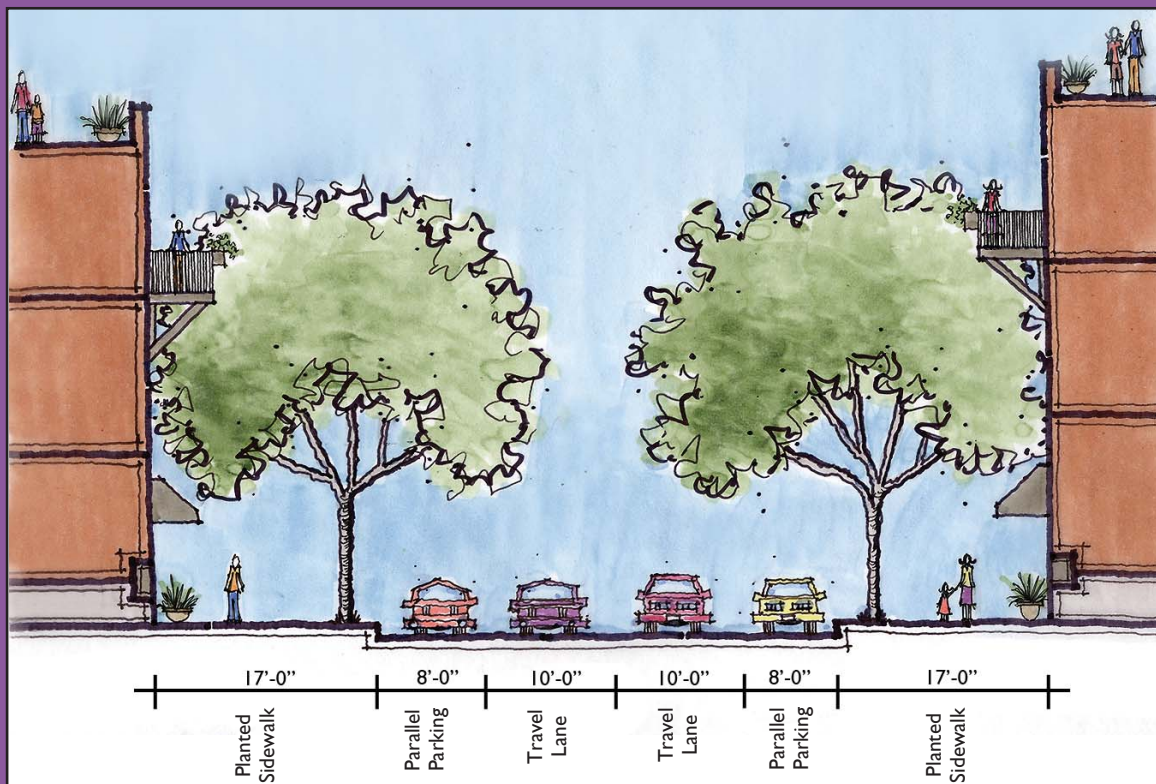 17'-0” 8'-0” 10'-0” 10'-0” 8'-0” 17'-0”
Planted
Sidewalk
Parallel
Parking
Travel
Lane
Travel
Lane
Parallel
Parking
Planted
Sidewalk